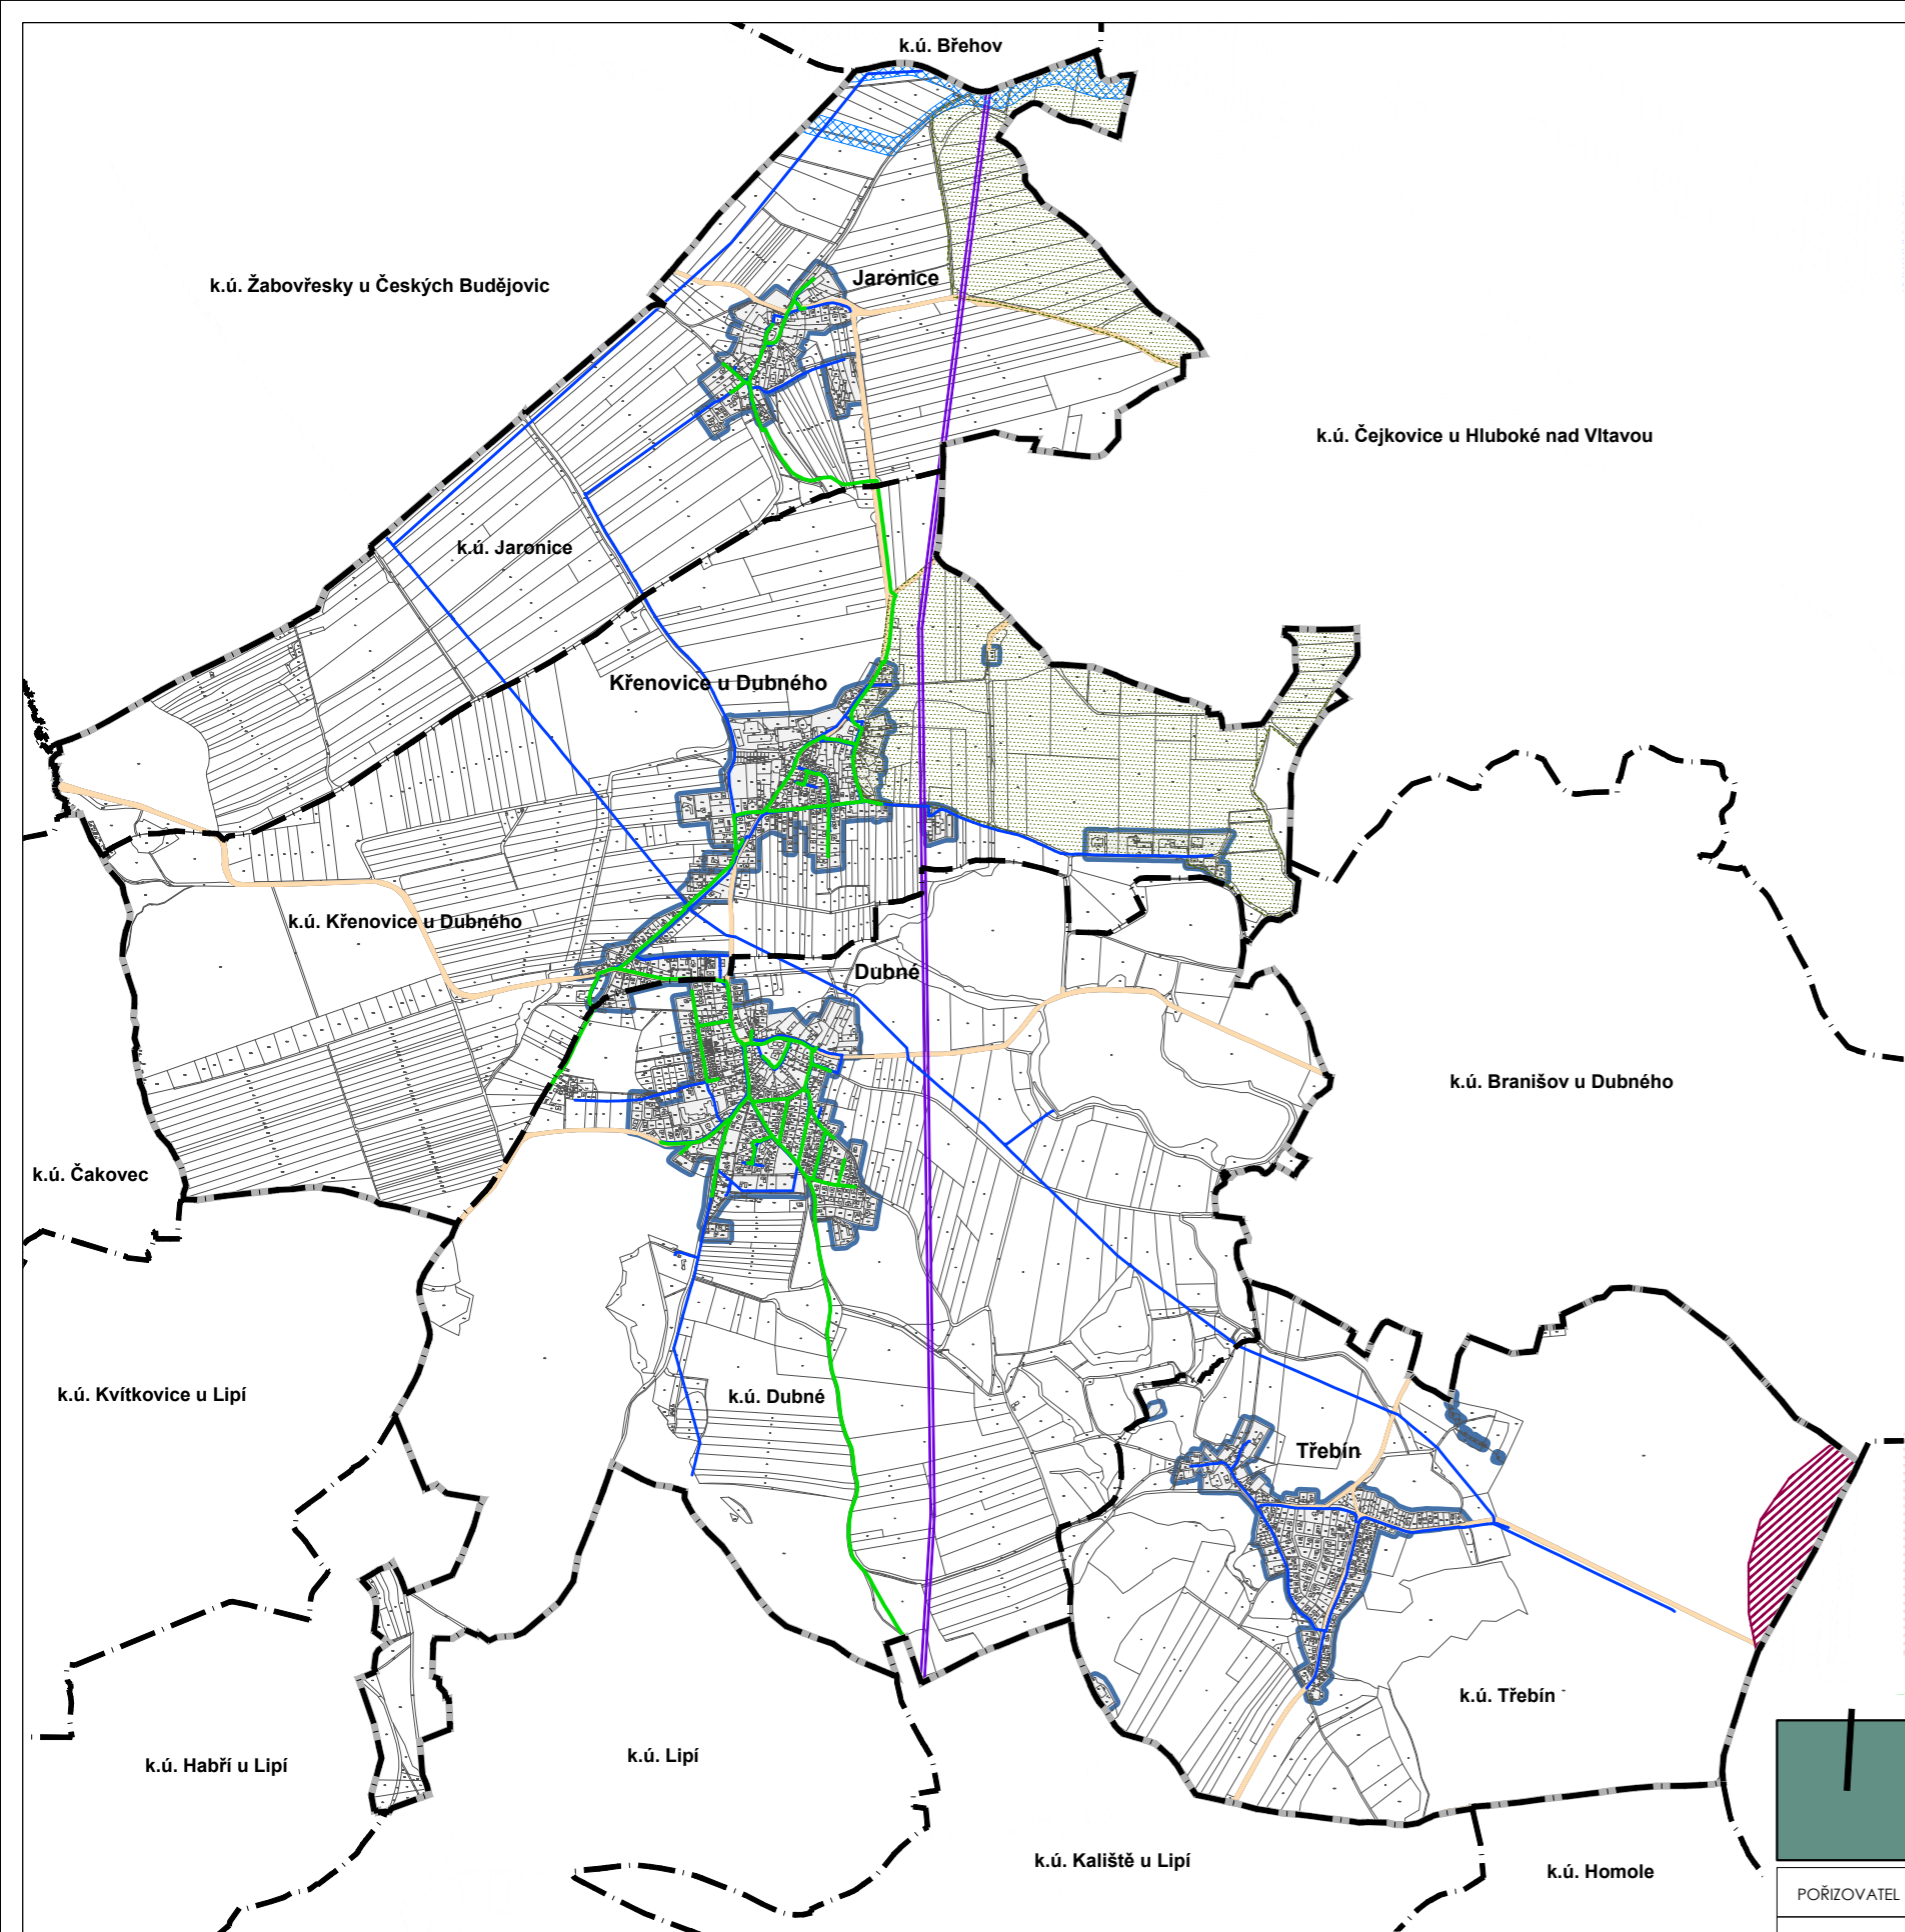 k.ú. Břehov
Jaronice
k.ú. Žabovřesky u Českých Budějovic
k.ú. Čejkovice u Hluboké nad Vltavou
k.ú. Jaronice
Křenovice u Dubného
k.ú. Křenovice u Dubného
Dubné
k.ú. Branišov u Dubného
k.ú. Čakovec
k.ú. Kvítkovice u Lipí
k.ú. Dubné
Třebín
k.ú. Třebín
k.ú. Lipí
k.ú. Habří u Lipí
k.ú. Kaliště u Lipí
k.ú. Homole
POŘIZOVATEL